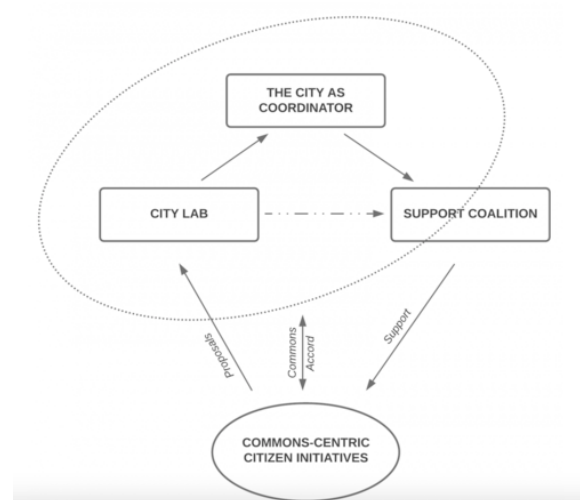 THE CITY AS
COORDINATOR
CITY LAB
SUPPORT COALITION
Proposals
Commons
Accord
Support
COMMONS-CENTRIC
CITIZEN INITIATIVES